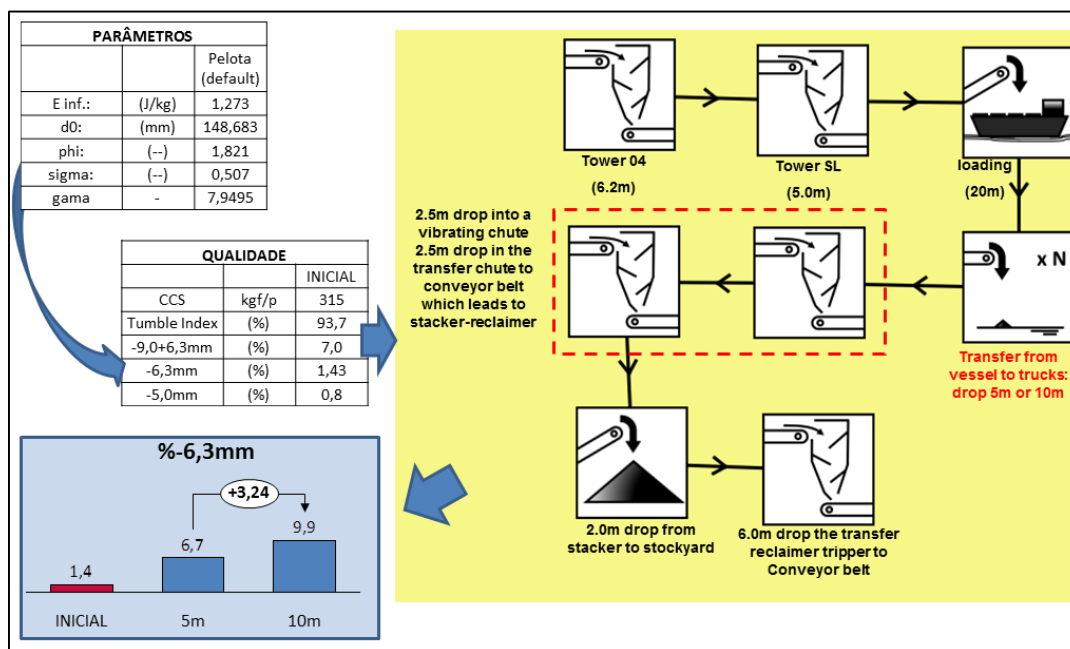 PARÂMETROS
Pelota
(default)
E inf.: (J/kg) 1,273
d0: (mm) 148,683
phi: (--) 1,821
sigma: (--) 0,507
gama - 7,9495
QUALIDADE
INICIAL
CCS kgf/p 315
Tumble Index (%) 93,7
-9,0+6,3mm (%) 7,0
-6,3mm (%) 1,43
-5,0mm (%) 0,8
%-6,3mm
+3,24
1,4
6,7
9,9
INICIAL 5m 10m
Tower 04
(6.2m)
Tower SL
(5.0m)
loading
(20m)
2.5m drop into a
vibrating chute
2.5m drop in the
transfer chute to
conveyor belt
which leads to
stacker-reclaimer
x N
Transfer from
vessel to trucks:
drop 5m or 10m
2.0m drop from
stacker to stockyard
6.0m drop the transfer
reclaimer tripper to
Conveyor belt